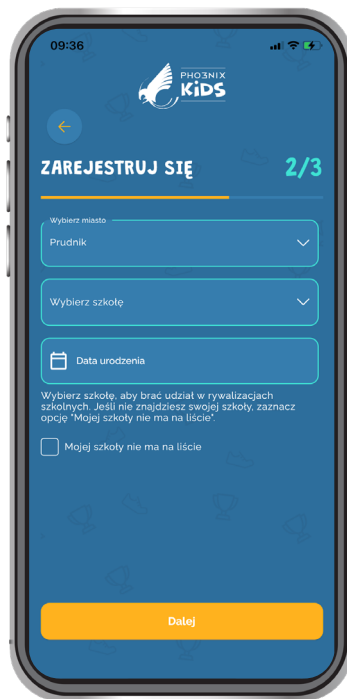 09:36
PHO3NIX
KiDS
ZAREJESTRUJ SIĘ
2/3
Wybierz miasto
Prudnik
Wybierz szkołę
Data urodzenia
Wybierz szkołę, aby brać udział w rywalizacjach
szkolnych. Jeśli nie znajdziesz swojej szkoły, zaznacz
opcję "Mojej szkoły nie ma na liście".
Mojej szkoły nie ma na liście
Dalej